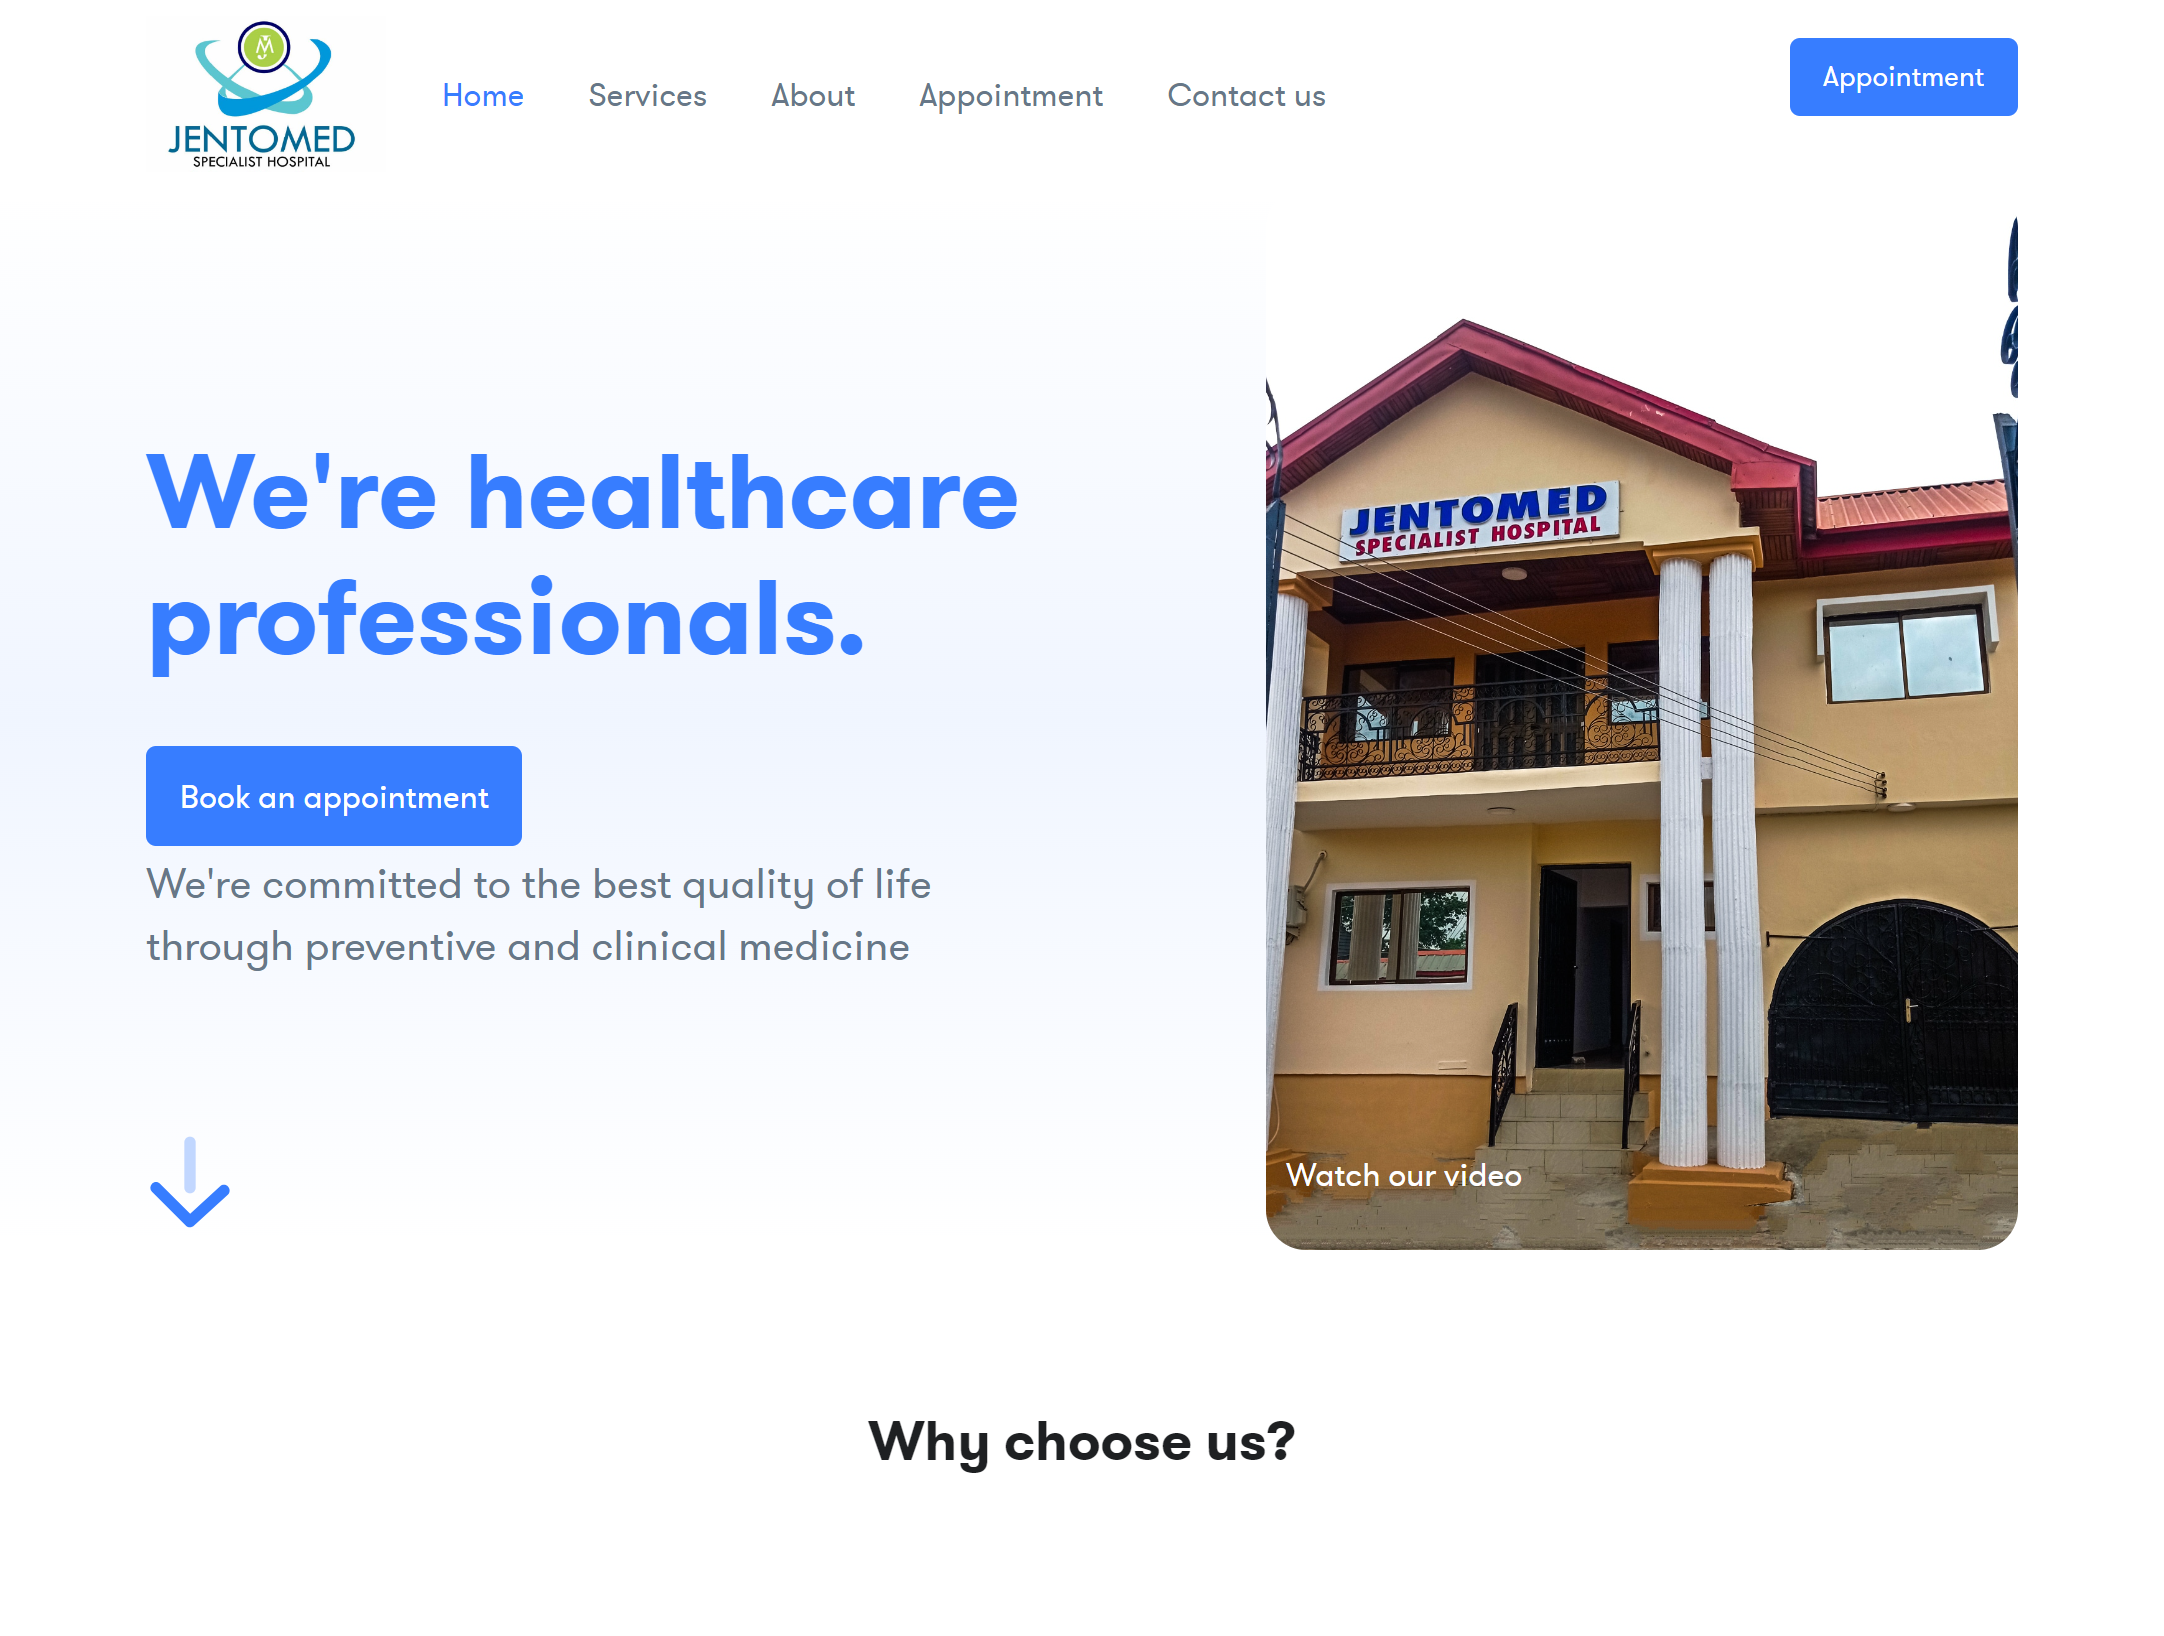 JENTOMED
SPECIALIST HOSPITAL
Home
Services
About
Appointment
Contact us
Appointment
We're healthcare
professionals.
Book an appointment
We're committed to the best quality of life
through preventive and clinical medicine
JENTOMED
SPECIALIST HOSPITAL
Watch our video
Why choose us?